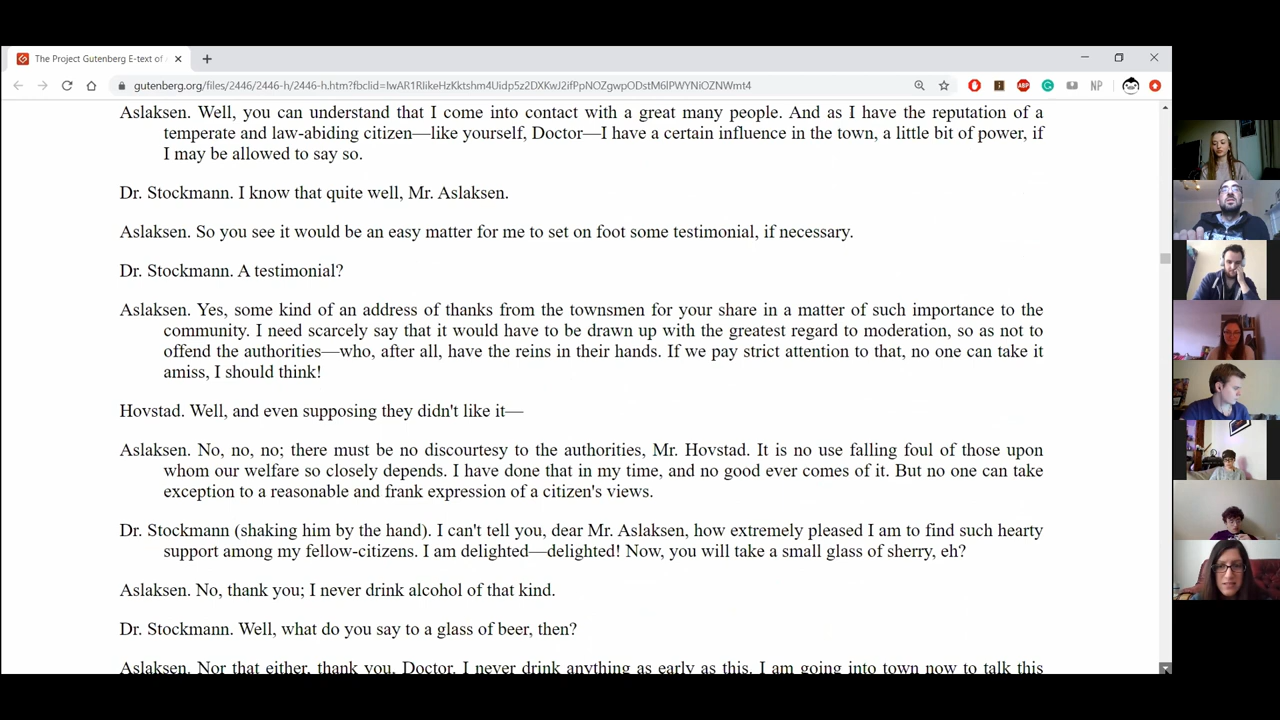 The Project Gutenberg E-text of
gutenberg.org/files/2446/2446-h/2446-h.htm?fbclid=IwAR1RIikeHzIktshm4Uidp5z2DXKwJ2ifPpNOZgwpODstM6lPWYNiOZNWmt4
ABP
NP
Aslaksen. Well, you can understand that I come into contact with a great many people. And as I have the reputation of a
temperate and law-abiding citizen—like yourself, Doctor—I have a certain influence in the town, a little bit of power, if
I may be allowed to say so.
Dr. Stockmann. I know that quite well, Mr. Aslaksen.
Aslaksen. So you see it would be an easy matter for me to set on foot some testimonial, if necessary.
Dr. Stockmann. A testimonial?
Aslaksen. Yes, some kind of an address of thanks from the townsmen for your share in a matter of such importance to the
community. I need scarcely say that it would have to be drawn up with the greatest regard to moderation, so as not to
offend the authorities—who, after all, have the reins in their hands. If we pay strict attention to that, no one can take it
amiss, I should think!
Hovstad. Well, and even supposing they didn't like it—
Aslaksen. No, no, no; there must be no discourtesy to the authorities, Mr. Hovstad. It is no use falling foul of those upon
whom our welfare so closely depends. I have done that in my time, and no good ever comes of it. But no one can take
exception to a reasonable and frank expression of a citizen's views.
Dr. Stockmann (shaking him by the hand). I can't tell you, dear Mr. Aslaksen, how extremely pleased I am to find such hearty
support among my fellow-citizens. I am delighted—delighted! Now, you will take a small glass of sherry, eh?
Aslaksen. No, thank you; I never drink alcohol of that kind.
Dr. Stockmann. Well, what do you say to a glass of beer, then?
Aslaksen. Nor that either, thank you, Doctor. I never drink anything as early as this. I am going into town now to talk this